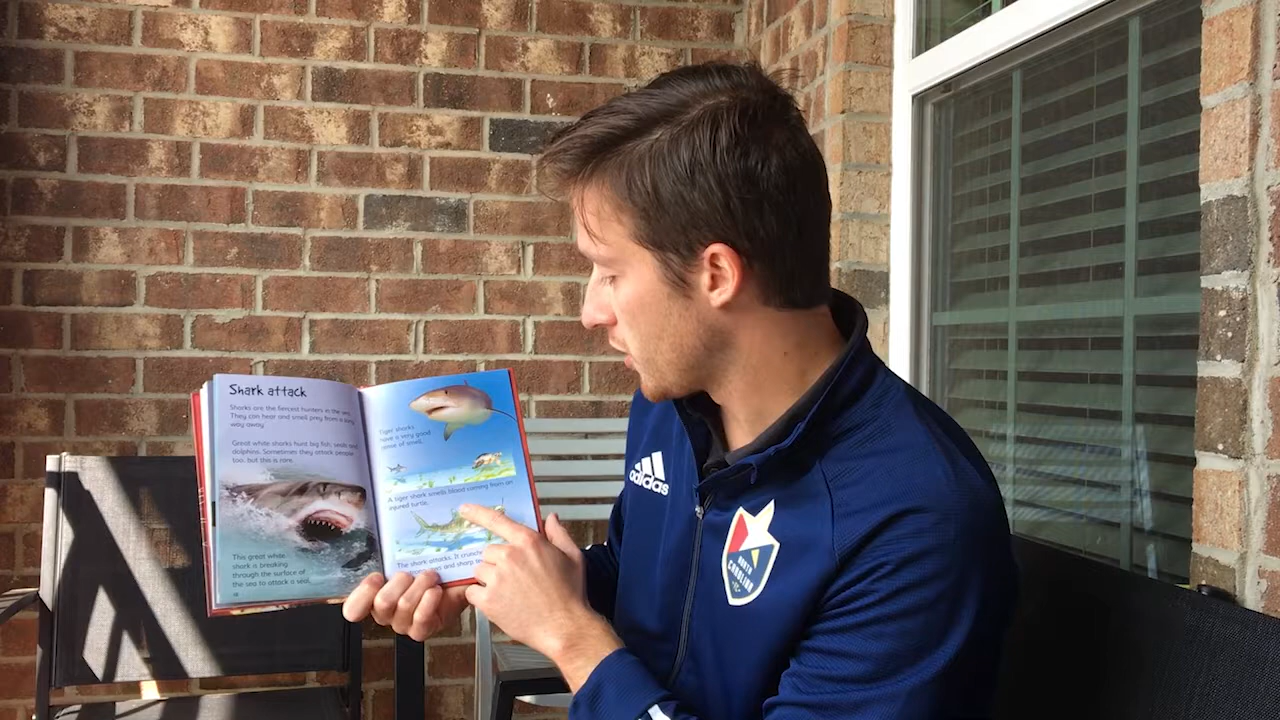 Shark attack
Sharks are the fiercest hunters in the sea.
They can hear and smell prey from a long
way away.
Great white sharks hunt big fish, seals and
dolphins. Sometimes they attack people
too, but this is rare.
This great white
shark is breaking
through the surface of
the sea to attack a seal.
Tiger sharks
have a very good
sense of smell.
A tiger shark smells blood coming from an
injured turtle.
The shark attacks. It
and sharp
adidas
NORTH
CAROLINA
FC